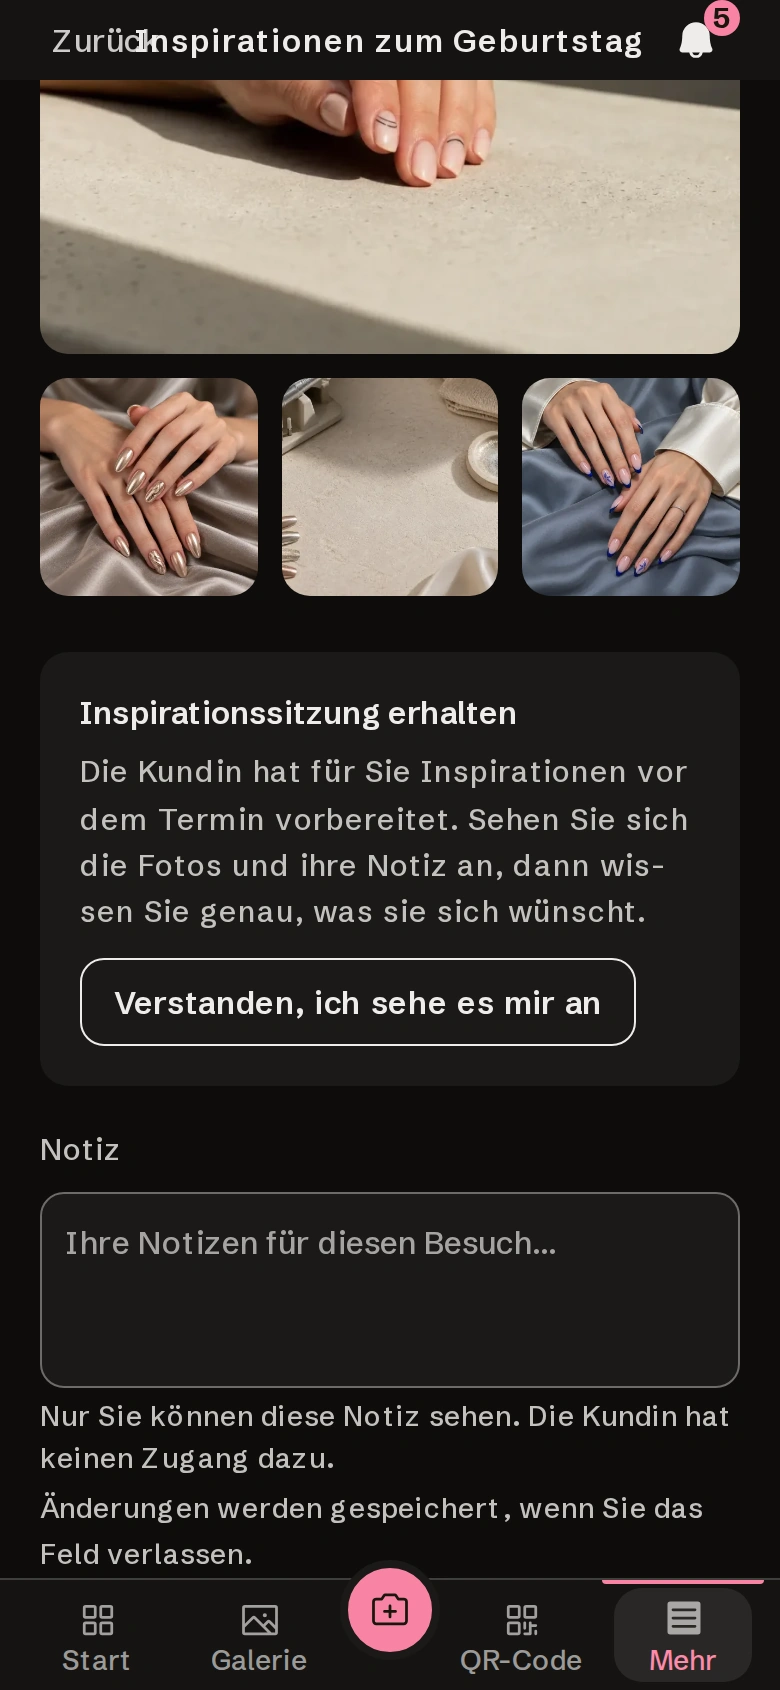 Zurück
Inspirationen zum Geburtstag
5
Inspirationssitzung erhalten
Die Kundin hat für Sie Inspirationen vor
dem Termin vorbereitet. Sehen Sie sich
die Fotos und ihre Notiz an, dann wis-
sen Sie genau, was sie sich wünscht.
Verstanden, ich sehe es mir an
Notiz
Ihre Notizen für diesen Besuch...
Nur Sie können diese Notiz sehen. Die Kundin hat
keinen Zugang dazu.
Änderungen werden gespeichert, wenn Sie das
Feld verlassen.
Start
Galerie
QR-Code
Mehr